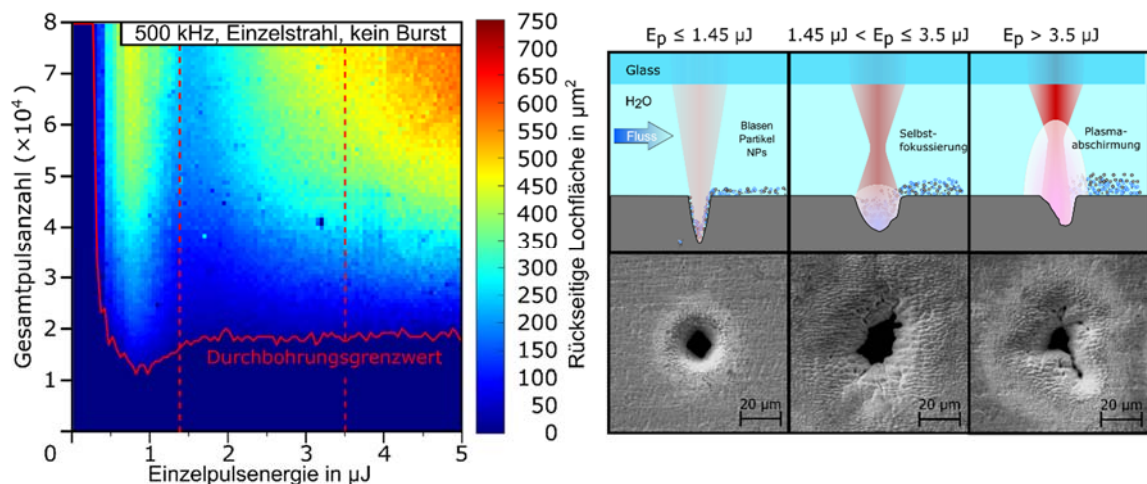 500 kHz, Einzelstrahl, kein Burst
Gesamtpulsanzahl (×10⁴)
8
7
6
5
4
3
2
1
0
1
2
3
4
5
Durchbohrungsgrenzwert
Einzelpulsenergie in µJ
750
700
650
600
550
500
450
400
350
300
250
200
150
100
50
0
Rückseitige Lochfläche in µm²
Eₚ ≤ 1.45 µJ
1.45 µJ < Eₚ ≤ 3.5 µJ
Eₚ > 3.5 µJ
Glass
H2O
Fluss
Blasen
Partikel
NPs
Selbst-
fokussierung
Plasma-
abschirmung
20 µm
20 µm
20 µm